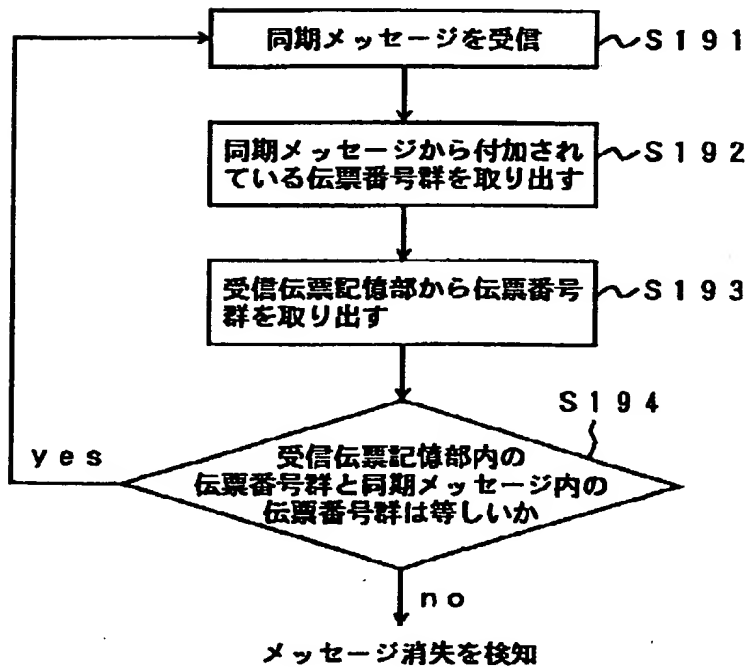 同期メッセージを受信
S191
同期メッセージから付加され
ている伝票番号群を取り出す
S192
受信伝票記憶部から伝票番号
群を取り出す
S193
S194
受信伝票記憶部内の
伝票番号群と同期メッセージ内の
伝票番号群は等しいか
yes
no
メッセージ消失を検知